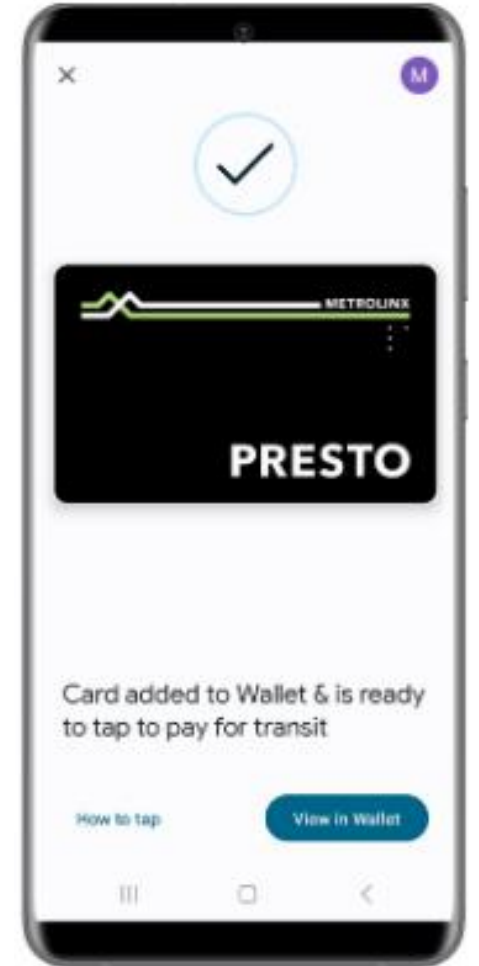 M
METROLINX
PRESTO
Card added to Wallet & is ready
to tap to pay for transit
How to tap
View in Wallet